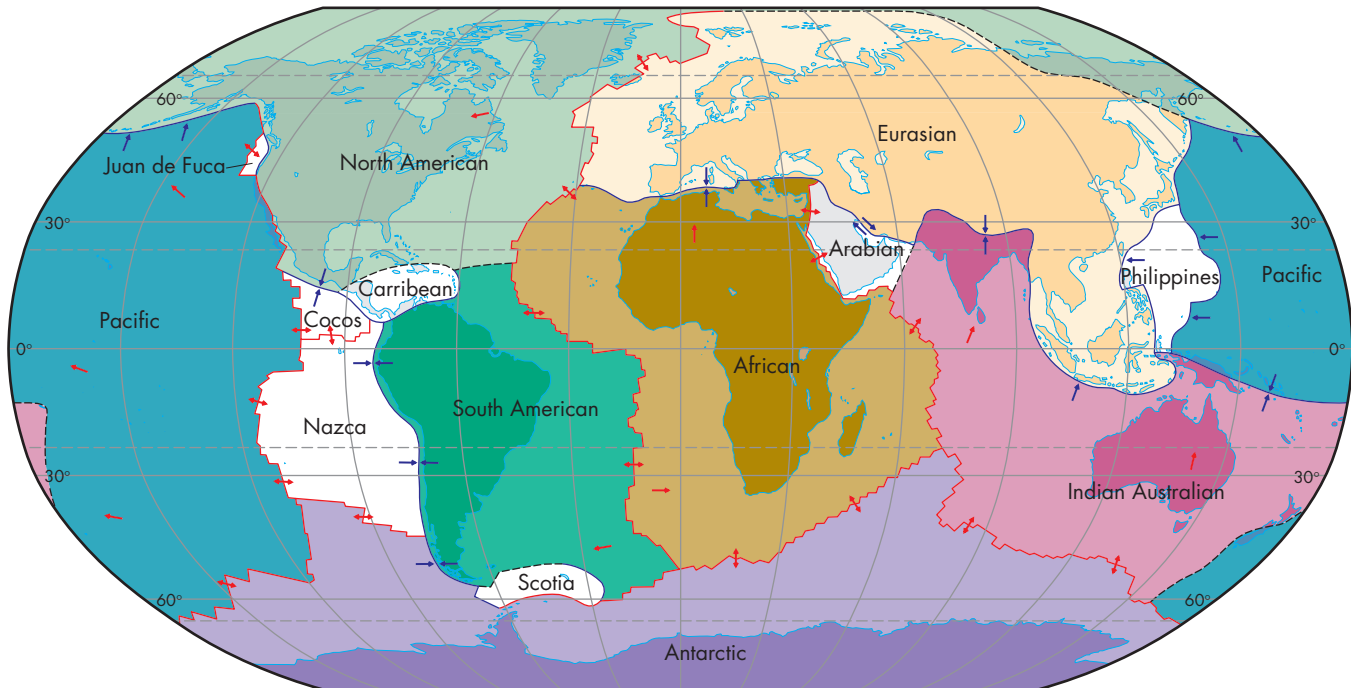 60°
60°
Eurasian
Juan de Fuca
North American
30°
30°
Arabian
Carribean
Philippines
Pacific
Pacific
Cocos
0°
0°
African
South American
Nazca
30°
30°
Indian Australian
Scotia
60°
60°
Antarctic